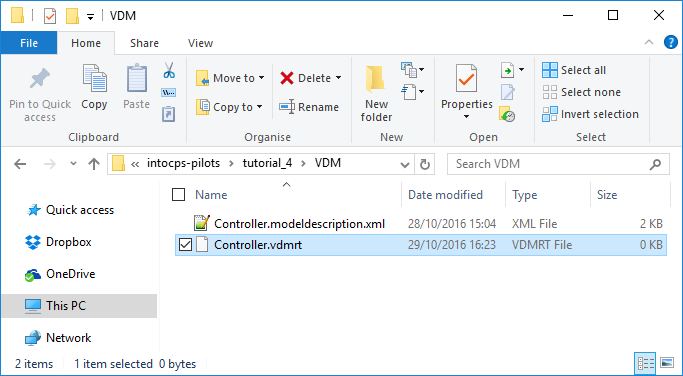 VDM
File Home Share View
Pin to Quick access
Copy
Paste
Clipboard
Move to
Copy to
Delete
Rename
Organise
New folder
New
Properties
Open
Select all
Select none
Invert selection
Select
« intocps-pilots › tutorial_4 › VDM
Search VDM
Quick access
Dropbox
OneDrive
This PC
Network
Name Date modified Type Size
Controller.modeldescription.xml 28/10/2016 15:04 XML File 2 KB
Controller.vdmrt 29/10/2016 16:23 VDMRT File 0 KB
2 items 1 item selected 0 bytes